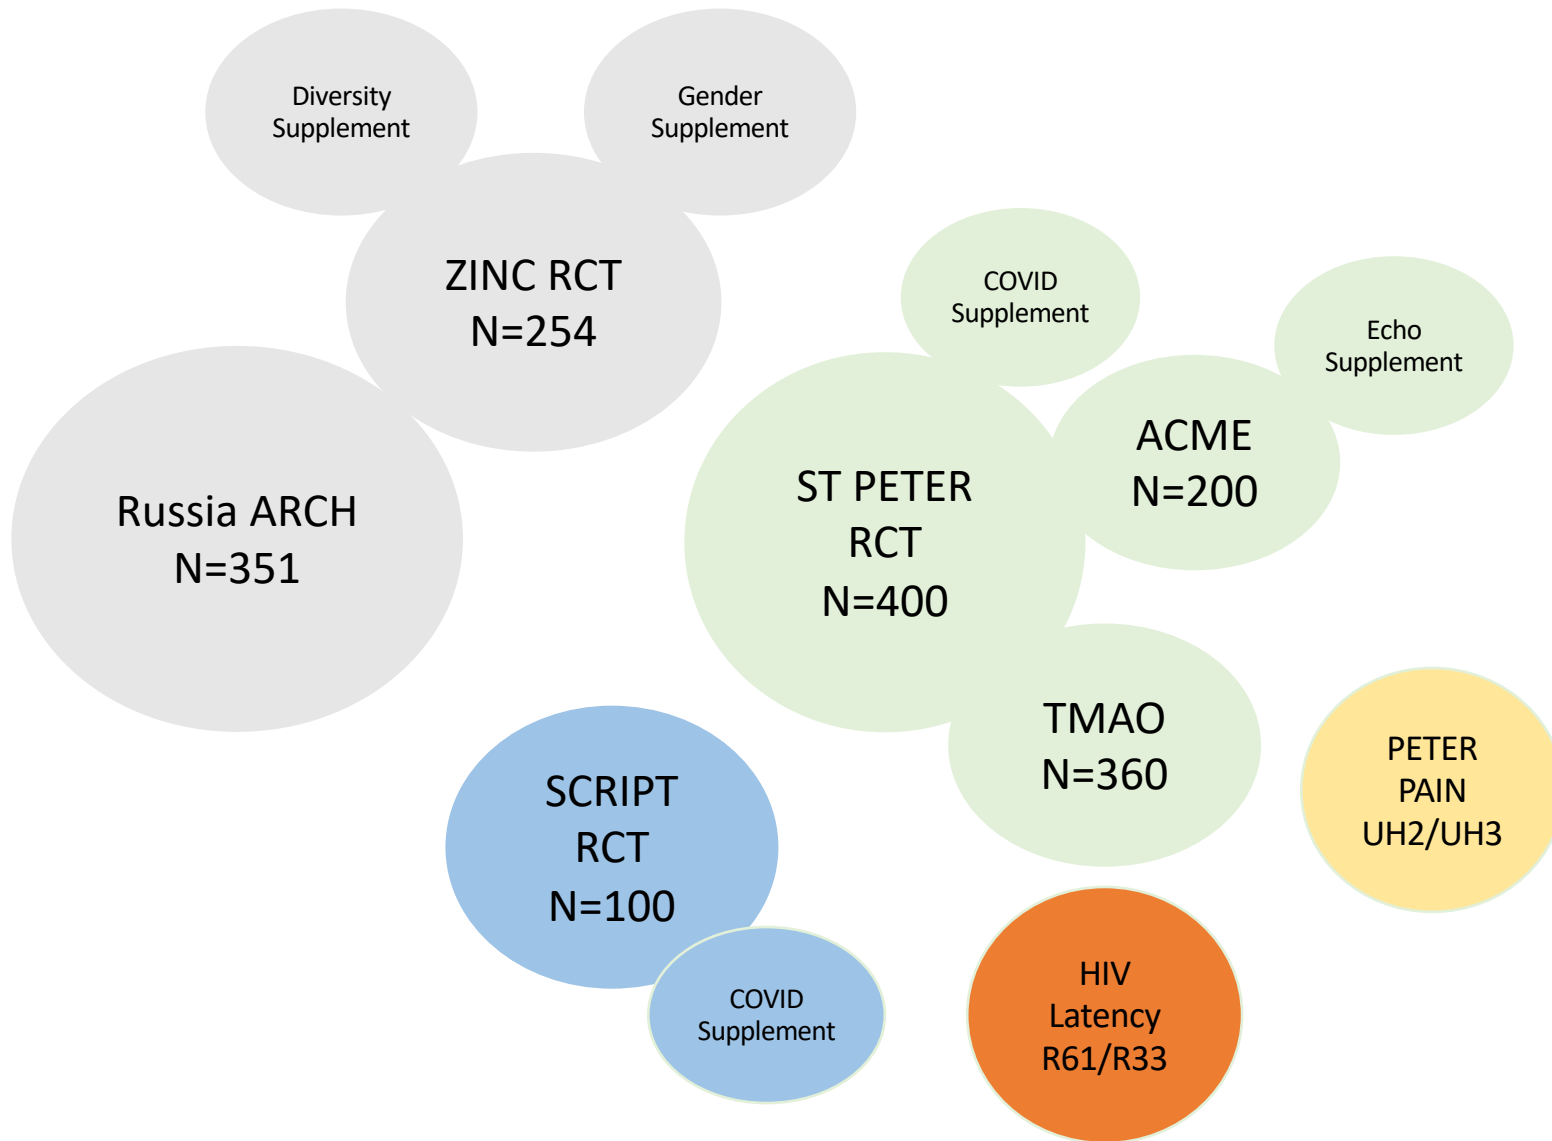 Diversity
Supplement
Gender
Supplement
ZINC RCT
N=254
Russia ARCH
N=351
COVID
Supplement
Echo
Supplement
ACME
N=200
ST PETER
RCT
N=400
TMAO
N=360
PETER
PAIN
UH2/UH3
SCRIPT
RCT
N=100
COVID
Supplement
HIV
Latency
R61/R33